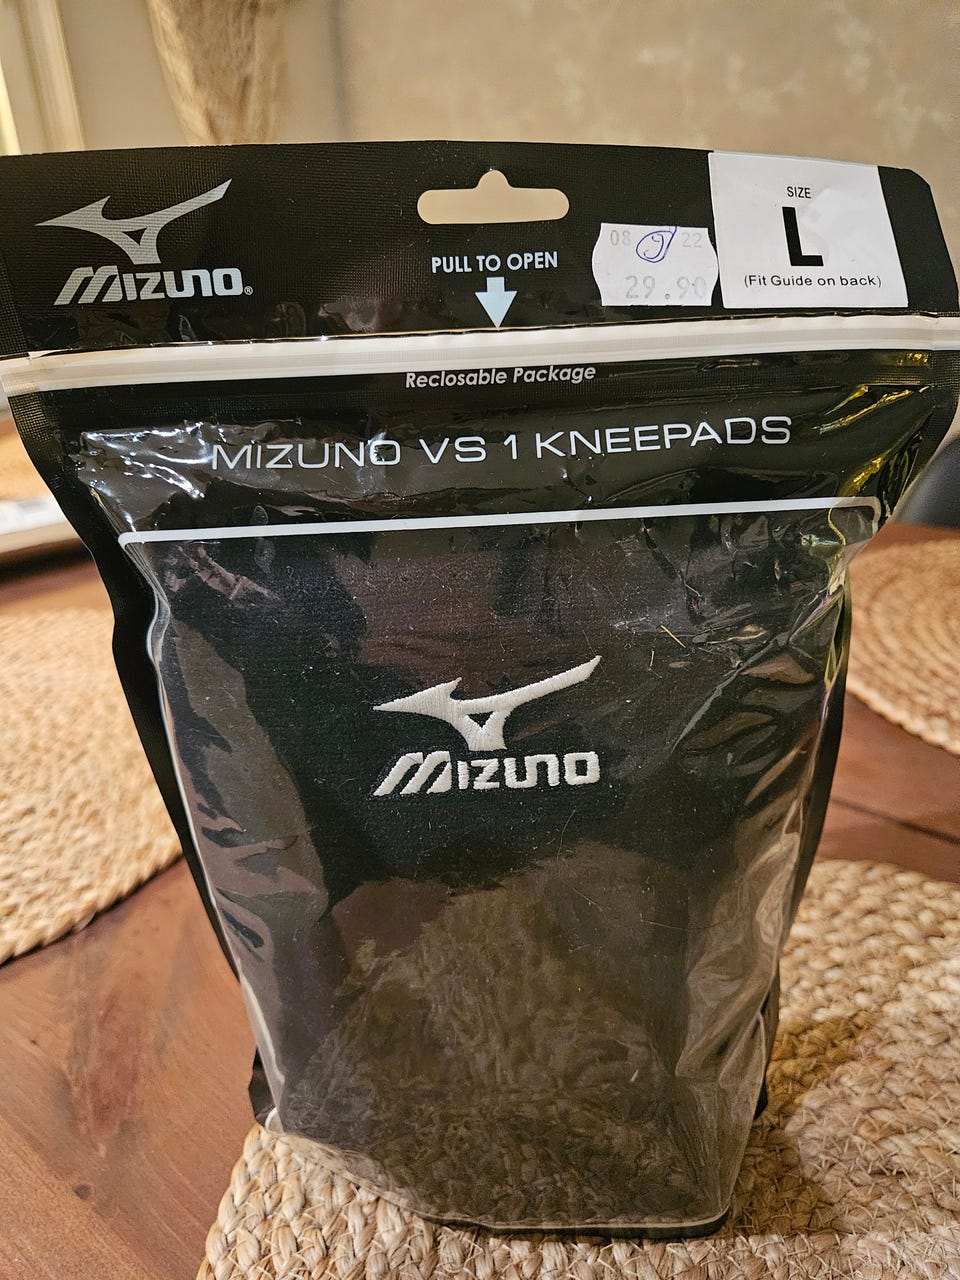 MIZUNO®
PULL TO OPEN
08 9 22
29.90
SIZE
L
(Fit Guide on back)
Reclosable Package
MIZUNO VS 1 KNEEPADS
MIZUNO